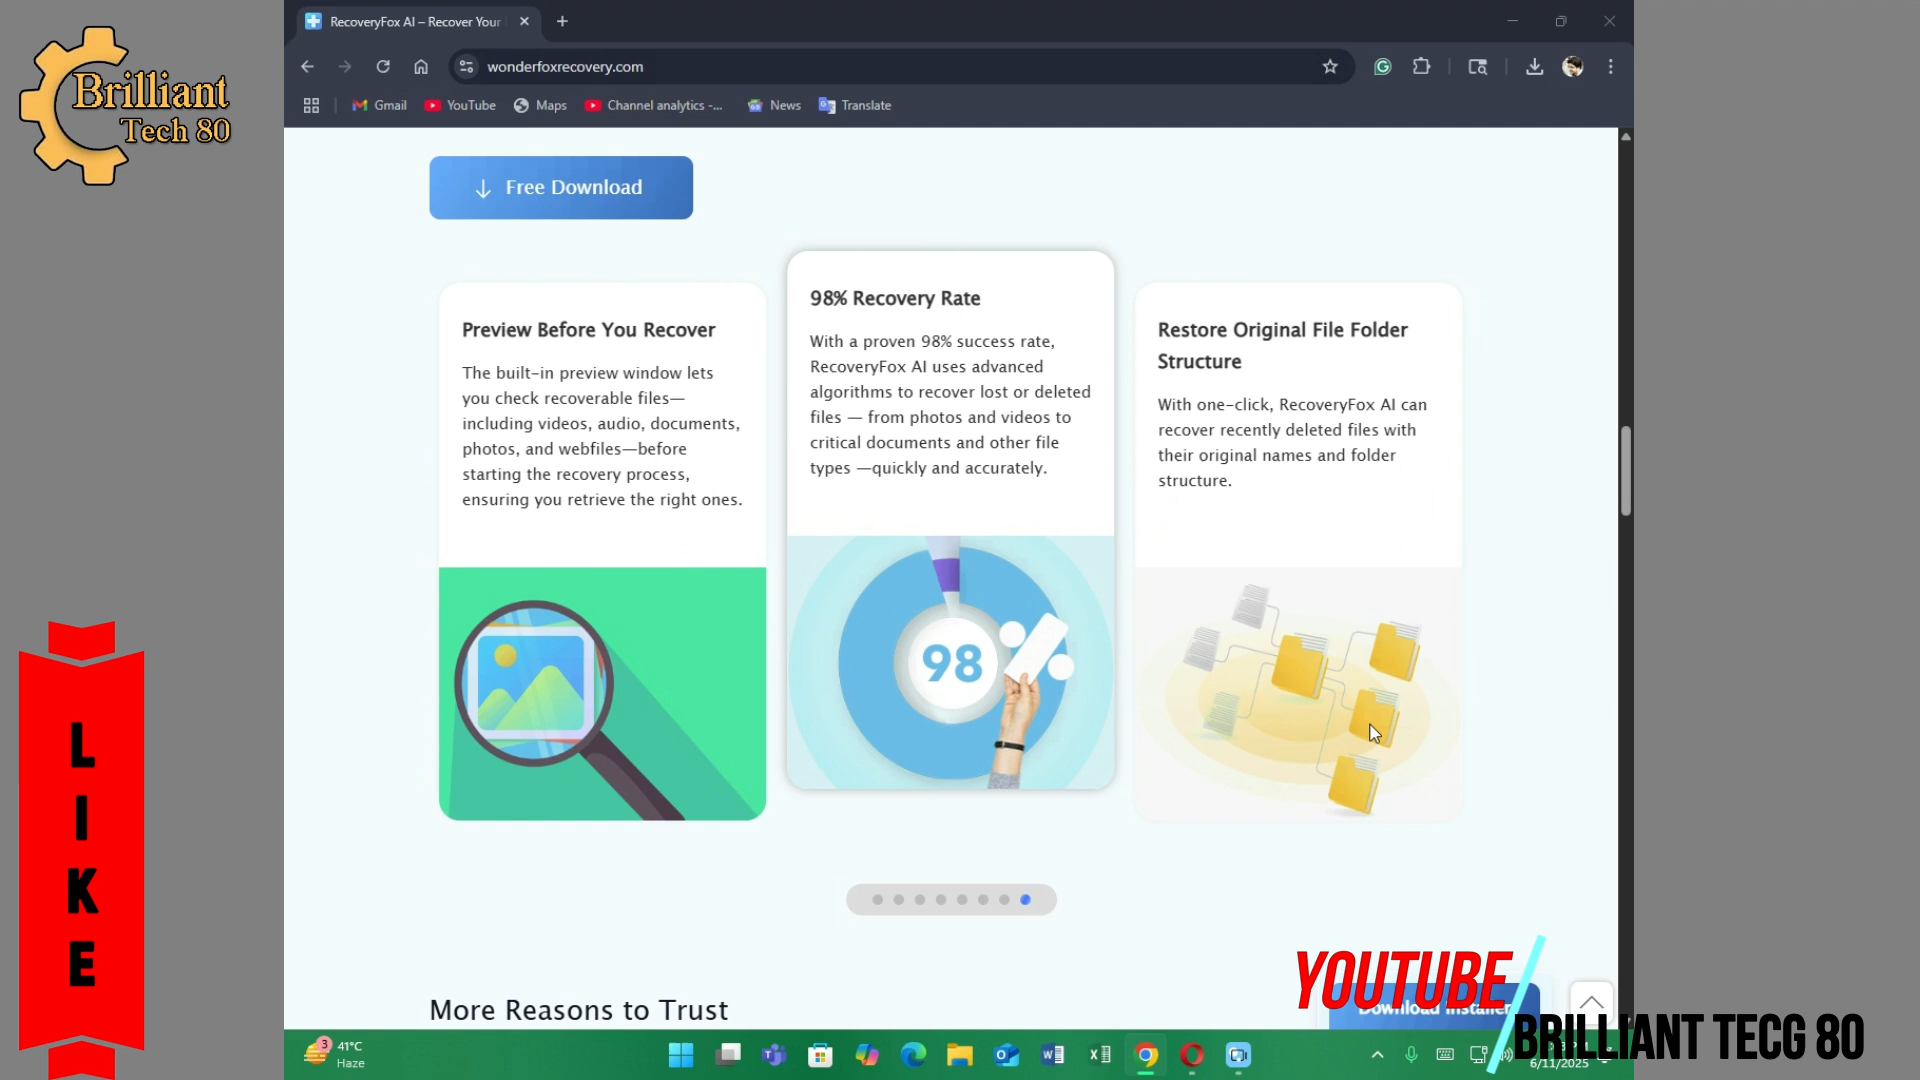 Brilliant
Tech 80
RecoveryFox AI – Recover Your
wonderfoxrecovery.com
Gmail
YouTube
Maps
Channel analytics -...
News
Translate
Free Download
Preview Before You Recover
The built-in preview window lets
you check recoverable files—
including videos, audio, documents,
photos, and webfiles—before
starting the recovery process,
ensuring you retrieve the right ones.
98% Recovery Rate
With a proven 98% success rate,
RecoveryFox AI uses advanced
algorithms to recover lost or deleted
files — from photos and videos to
critical documents and other file
types —quickly and accurately.
98
Restore Original File Folder
Structure
With one-click, RecoveryFox AI can
recover recently deleted files with
their original names and folder
structure.
More Reasons to Trust
Download Installer
L
I
K
E
YOUTUBE
BRILLIANT TECG 80
3
41°C
Haze
6/11/2025